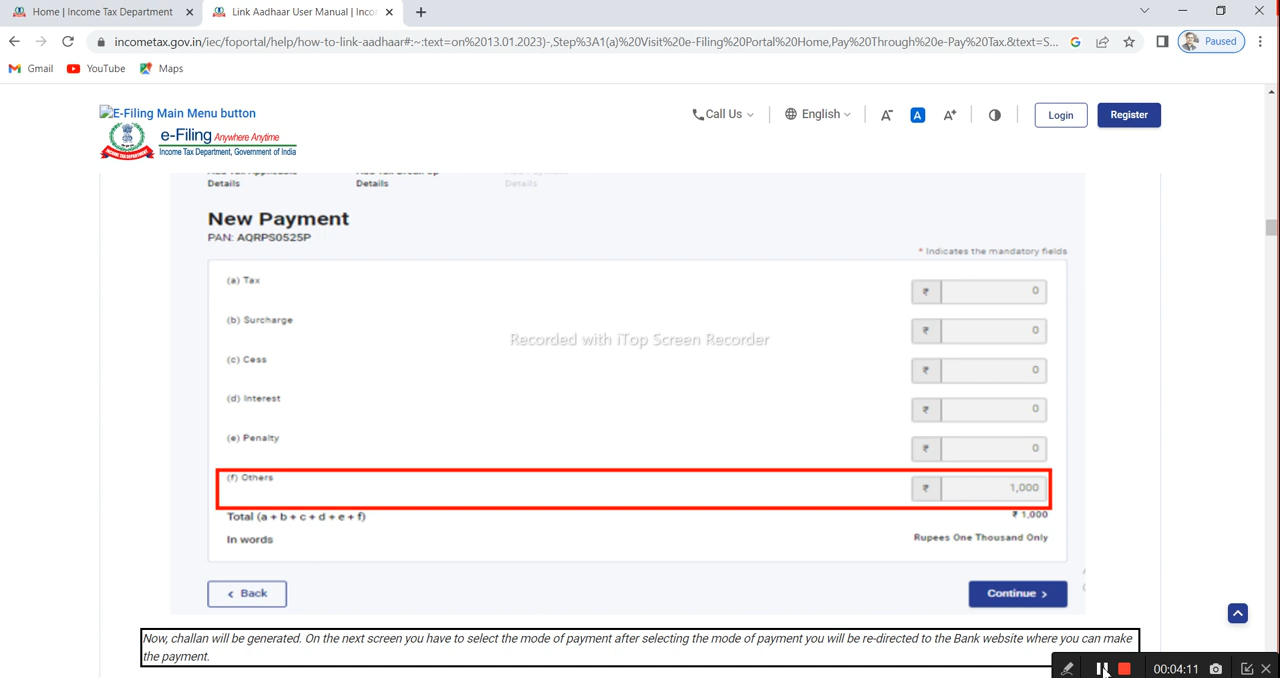 Home | Income Tax Department
Link Aadhaar User Manual | Inco
incometax.gov.in/iec/foportal/help/how-to-link-aadhaar#:~:text=on%2013.01.2023)-,Step%3A1(a)%20Visit%20e-Filing%20Portal%20Home,Pay%20Through%20e-Pay%20Tax.&text=S...
Paused
Gmail YouTube Maps
E-Filing Main Menu button
Call Us English A- A A+ Login Register
e-Filing Anywhere Anytime
Income Tax Department, Government of India
Details Details Details
New Payment
PAN: AQRPS0525P
* Indicates the mandatory fields
(a) Tax ₹ 0
(b) Surcharge ₹ 0
Recorded with iTop Screen Recorder
(c) Cess ₹ 0
(d) Interest ₹ 0
(e) Penalty ₹ 0
(f) Others ₹ 1,000
Total (a + b + c + d + e + f) ₹ 1,000
In words Rupees One Thousand Only
< Back Continue >
Now, challan will be generated. On the next screen you have to select the mode of payment after selecting the mode of payment you will be re-directed to the Bank website where you can make
the payment.
00:04:11